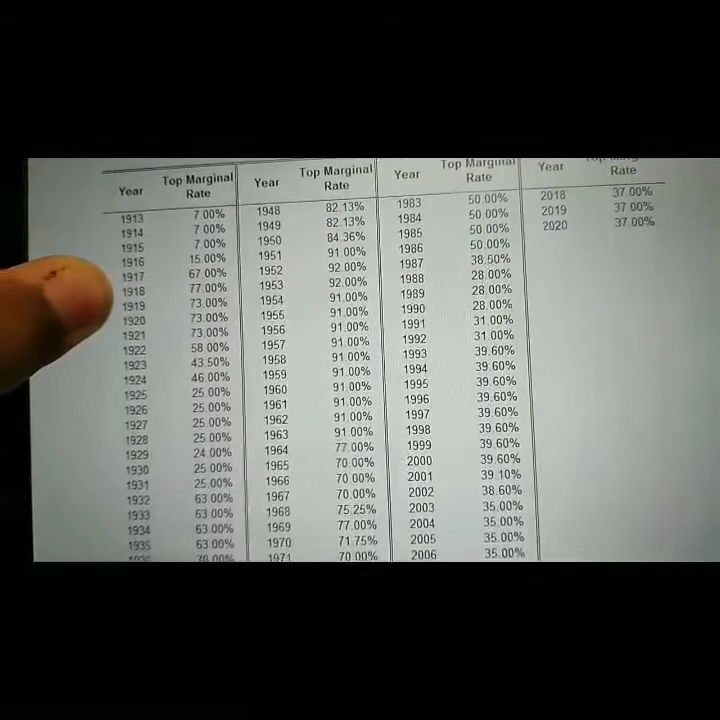 Year Top Marginal Rate Year Top Marginal Rate Year Top Marginal Rate Year Rate
1913 7.00% 1948 82.13% 1983 50.00% 2018 37.00%
1914 7.00% 1949 82.13% 1984 50.00% 2019 37.00%
1915 7.00% 1950 84.36% 1985 50.00% 2020 37.00%
1916 15.00% 1951 91.00% 1986 50.00%
1917 67.00% 1952 92.00% 1987 38.50%
1918 77.00% 1953 92.00% 1988 28.00%
1919 73.00% 1954 91.00% 1989 28.00%
1920 73.00% 1955 91.00% 1990 28.00%
1921 73.00% 1956 91.00% 1991 31.00%
1922 58.00% 1957 91.00% 1992 31.00%
1923 43.50% 1958 91.00% 1993 39.60%
1924 46.00% 1959 91.00% 1994 39.60%
1925 25.00% 1960 91.00% 1995 39.60%
1926 25.00% 1961 91.00% 1996 39.60%
1927 25.00% 1962 91.00% 1997 39.60%
1928 25.00% 1963 91.00% 1998 39.60%
1929 24.00% 1964 77.00% 1999 39.60%
1930 25.00% 1965 70.00% 2000 39.60%
1931 25.00% 1966 70.00% 2001 39.10%
1932 63.00% 1967 70.00% 2002 38.60%
1933 63.00% 1968 75.25% 2003 35.00%
1934 63.00% 1969 77.00% 2004 35.00%
1935 63.00% 1970 71.75% 2005 35.00%
1971 70.00% 2006 35.00%